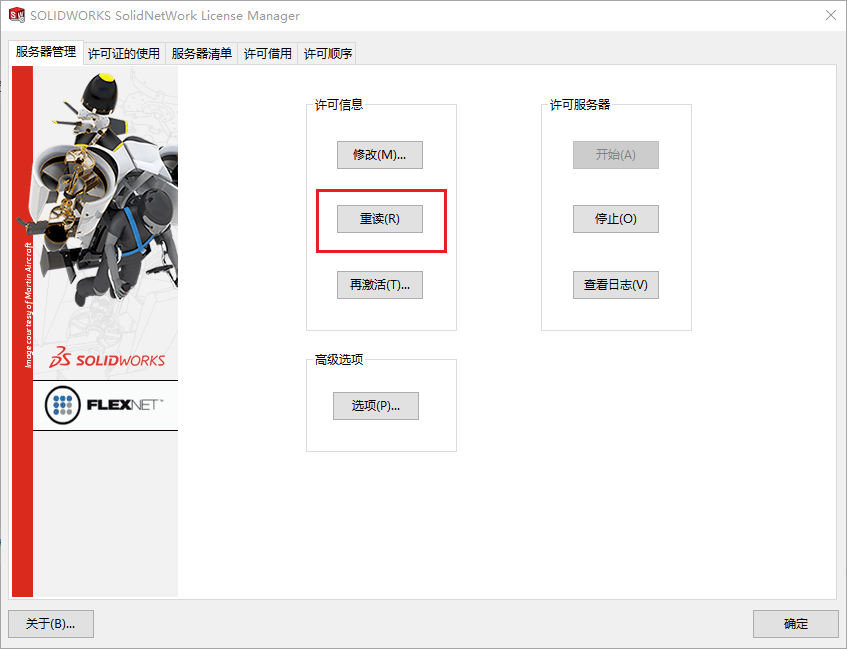 SOLIDWORKS SolidNetWork License Manager
服务器管理 许可证的使用 服务器清单 许可借用 许可顺序
许可信息
修改(M)...
重读(R)
再激活(T)...
许可服务器
开始(A)
停止(O)
查看日志(V)
高级选项
选项(P)...
Image courtesy of Martin Aircraft
SOLIDWORKS
FLEXNET™
关于(B)...
确定